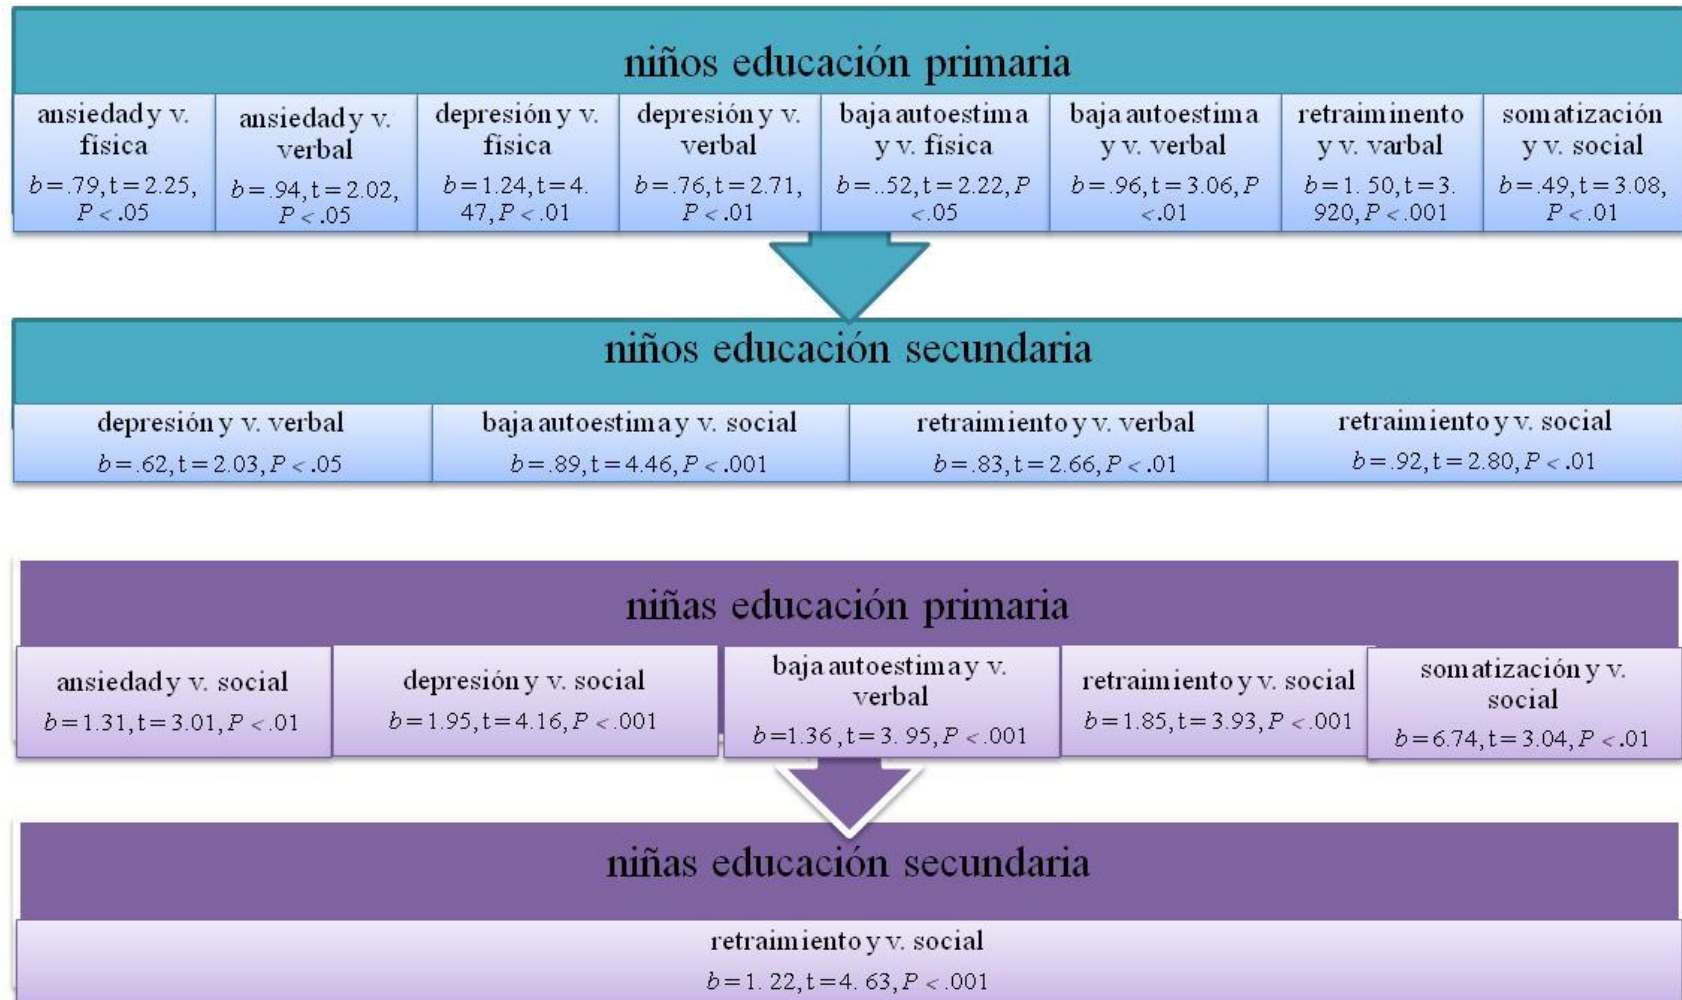 niños educación primaria
ansiedad y v.
física
b=.79, t=2.25,
P<.05
ansiedad y v.
verbal
b=.94, t=2.02,
P<.05
depresión y v.
física
b=1.24, t=4.
47, P<.01
depresión y v.
verbal
b=.76, t=2.71,
P<.01
baja autoestima
y v. física
b=..52, t=2.22, P
<.05
baja autoestima
y v. verbal
b=.96, t=3.06, P
<.01
retraiminento
y v. varbal
b=1. 50, t=3.
920, P<.001
somatización
y v. social
b=.49, t=3.08,
P<.01
niños educación secundaria
depresión y v. verbal
b=.62, t=2.03, P<.05
baja autoestima y v. social
b=.89, t=4.46, P<.001
retraimiento y v. verbal
b=.83, t=2.66, P<.01
retraimiento y v. social
b=.92, t=2.80, P<.01
niñas educación primaria
ansiedad y v. social
b=1.31, t=3.01, P<.01
depresión y v. social
b=1.95, t=4.16, P<.001
baja autoestima y v.
verbal
b=1.36, t=3. 95, P<.001
retraimiento y v. social
b=1.85, t=3.93, P<.001
somatización y v.
social
b=6.74, t=3.04, P<.01
niñas educación secundaria
retraimiento y v. social
b=1. 22, t=4. 63, P<.001